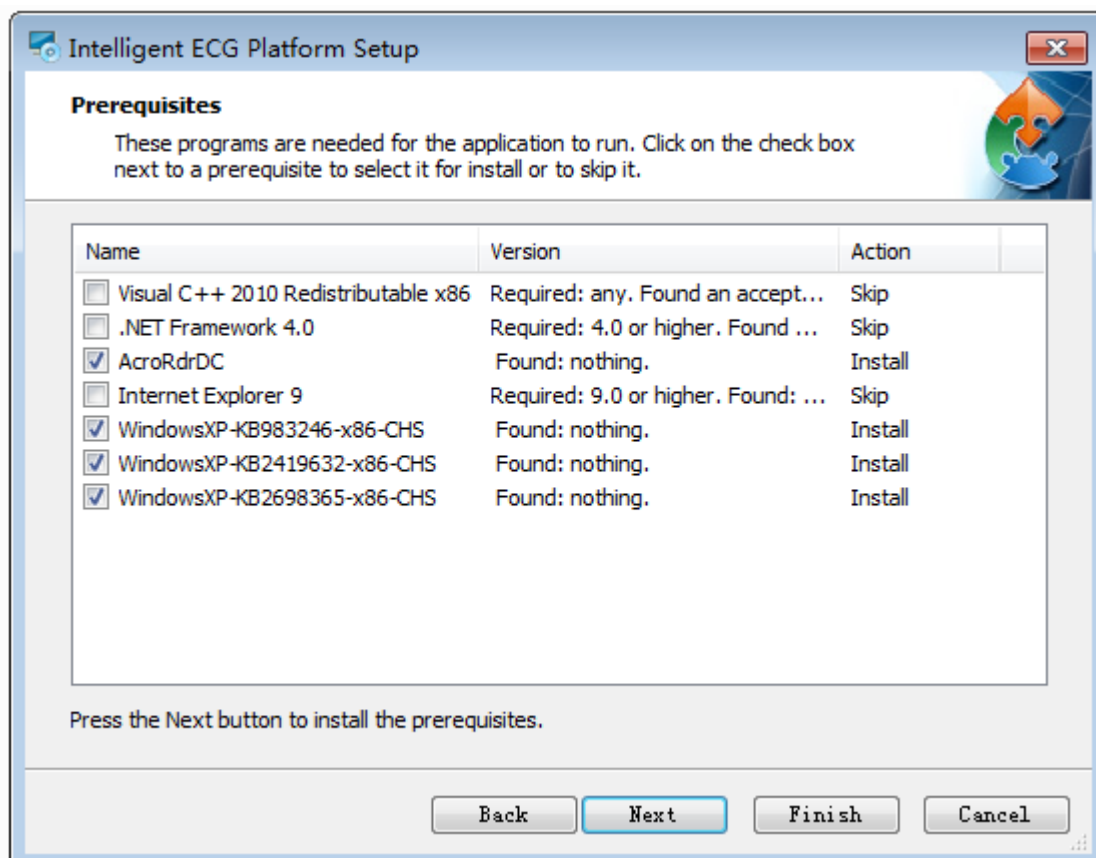 Intelligent ECG Platform Setup
Prerequisites
These programs are needed for the application to run. Click on the check box
next to a prerequisite to select it for install or to skip it.
Name Version Action
Visual C++ 2010 Redistributable x86 Required: any. Found an accept... Skip
.NET Framework 4.0 Required: 4.0 or higher. Found ... Skip
AcroRdrDC Found: nothing. Install
Internet Explorer 9 Required: 9.0 or higher. Found: ... Skip
WindowsXP-KB983246-x86-CHS Found: nothing. Install
WindowsXP-KB2419632-x86-CHS Found: nothing. Install
WindowsXP-KB2698365-x86-CHS Found: nothing. Install
Press the Next button to install the prerequisites.
Back Next Finish Cancel